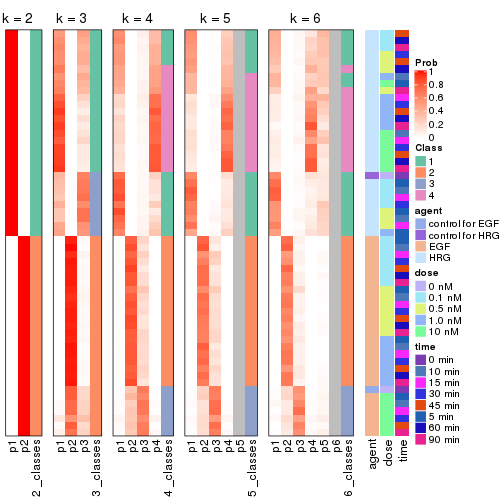 k = 2 k = 3 k = 4 k = 5 k = 6
Prob
1
0.8
0.6
0.4
0.2
0
Class
1
2
3
4
agent
control for EGF
control for HRG
EGF
HRG
dose
0 nM
0.1 nM
0.5 nM
1.0 nM
10 nM
time
0 min
10 min
15 min
30 min
45 min
5 min
60 min
90 min
p1 p2 2_classes
p1 p2 p3 3_classes
p1 p2 p3 p4 4_classes
p1 p2 p3 p4 p5 5_classes
p1 p2 p3 p4 p5 p6 6_classes
agent dose time